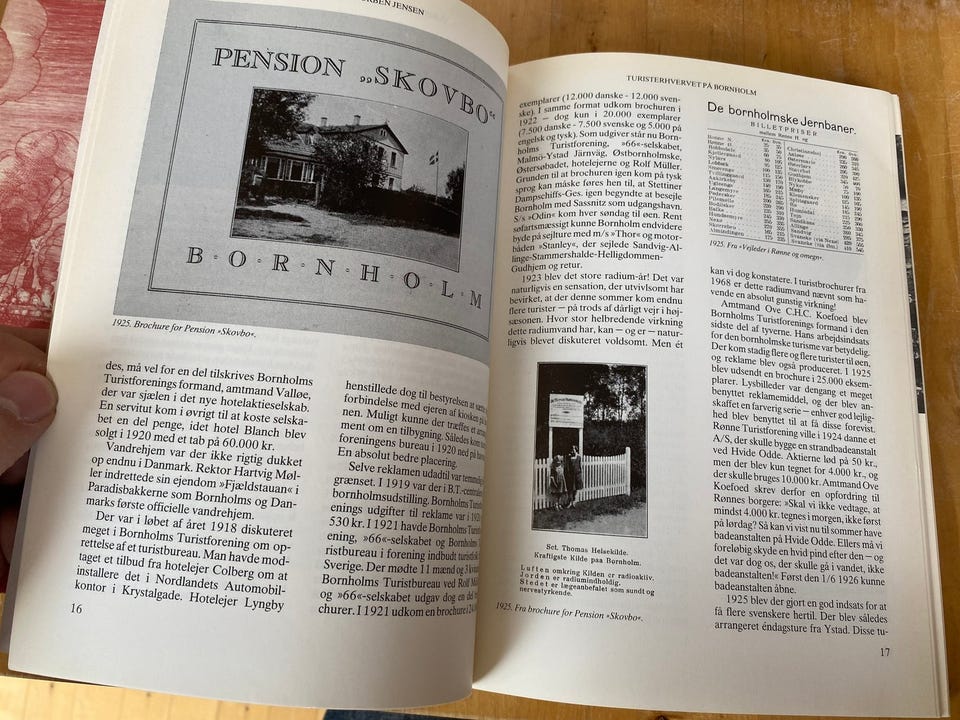 ORBEN JENSEN
PENSION „SKOVBO“
BORNHOLM
1925. Brochure for Pension »Skovbo«.
des, må vel for en del tilskrives Bornholms
Turistforenings formand, amtmand Valløe,
der var sjælen i det nye hotelaktieselskab.
En servitut kom i øvrigt til at koste selska-
bet en del penge, idet hotel Blanch blev
solgt i 1920 med et tab på 60.000 kr.
Vandrehjem var der ikke rigtig dukket
op endnu i Danmark. Rektor Hartvig Møl-
ler indrettede sin ejendom »Fjældstauan« i
Paradisbakkerne som Bornholms og Dan-
marks første officielle vandrehjem.
Der var i løbet af året 1918 diskuteret
meget i Bornholms Turistforening om op-
rettelse af et turistbureau. Man havde mod-
taget et tilbud fra hotelejer Colberg om at
installere det i Nordlandets Automobil-
kontor i Krystalgade. Hotelejer Lyngby
16
henstillede dog til bestyrelsen at
forbindelse med ejeren af kiosken på
nen. Muligt kunne der træffes et
ment om en tilbygning. Således kom
foreningens bureau i 1920 ned på
En absolut bedre placering.
Selve reklamen udadtil var temmelig
grænset. I 1919 var der i B.T.-centralen
bornholmsudstilling. Bornholms
enings udgifter til reklame var i 1920
530 kr. I 1921 havde Bornholms
ening, »66«-selskabet og Bornholms
ristbureau i forening indbudt
Sverige. Der mødte 11 mænd og 3
Bornholms Turistbureau ved Rolf
og »66«-selskabet udgav dog en del
churer. I 1921 udkom en brochure i
TURISTERHVERVET PÅ BORNHOLM
exemplarer (12.000 danske - 12.000 sven-
ske). I samme format udkom brochuren i
1922 - dog kun i 20.000 exemplarer
(7.500 danske - 7.500 svenske og 5.000 på
engelsk og tysk). Som udgiver står nu Born-
holms Turistforening, »66«-selskabet,
Malmö-Ystad Järnväg, Østbornholmske,
Østersøbadet, hotelejerne og Rolf Müller.
Grunden til at brochuren igen kom på tysk
sprog kan måske føres hen til, at Stettiner
Dampschiffs-Ges. igen begyndte at besejle
Bornholm med Sassnitz som udgangshavn.
S/s »Odin« kom hver søndag til øen. Rent
søfartsmæssigt kunne Bornholm endvidere
byde på sejlture med m/s »Thor« og motor-
båden »Stanley«, der sejlede Sandvig-Al-
linge-Stammershalde-Helligdommen-
Gudhjem og retur.
1923 blev det store radium-år! Det var
naturligvis en sensation, der utvivlsomt har
bevirket, at der denne sommer kom endnu
flere turister – på trods af dårligt vejr i høj-
sæsonen. Hvor stor helbredende virkning
dette radiumvand har, kan – og er – natur-
ligvis blevet diskuteret voldsomt. Men ét
Sct. Thomas Helsekilde.
Kraftigste Kilde paa Bornholm.
Luften omkring Kilden er radioaktiv.
Jorden er radiumindholdig.
Stedet er lægeanbefalet som sundt og
nervestyrkende.
1925. Fra brochure for Pension »Skovbo«.
De bornholmske Jernbaner.
BILLETPRISER
mellem Rønne H. og
1925. Fra »Vejleder i Rønne og omegn«.
kan vi dog konstatere. I turistbrochurer fra
1968 er dette radiumvand nævnt som ha-
vende en absolut gunstig virkning!
Amtmand Ove C.H.C. Koefoed blev
Bornholms Turistforenings formand i den
sidste del af tyverne. Hans arbejdsindsats
for den bornholmske turisme var betydelig.
Der kom stadig flere og flere turister til øen,
og reklame blev også produceret. I 1925
blev udsendt en brochure i 25.000 eksem-
plarer. Lysbilleder var dengang et meget
benyttet reklamemiddel, og der blev an-
skaffet en farverig serie – enhver god lejlig-
hed blev benyttet til at få disse forevist.
Rønne Turistforening ville i 1924 danne et
A/S, der skulle bygge en strandbadeanstalt
ved Hvide Odde. Aktierne lød på 50 kr.,
men der blev kun tegnet for 4.000 kr., og
der skulle bruges 10.000 kr. Amtmand Ove
Koefoed skrev derfor en opfordring til
Rønnes borgere: »Skal vi ikke vedtage, at
mindst 4.000 kr. tegnes i morgen, ikke først
på lørdag? Så kan vi vist nu til sommer have
badeanstalten på Hvide Odde. Ellers må vi
foreløbig skyde en hvid pind efter den – og
det var dog os, der skulle gå i vandet, ikke
badeanstalten!« Først den 1/6 1926 kunne
badeanstalten åbne.
1925 blev der gjort en god indsats for at
få flere svenskere hertil. Der blev således
arrangeret éndagsture fra Ystad. Disse tu-
17